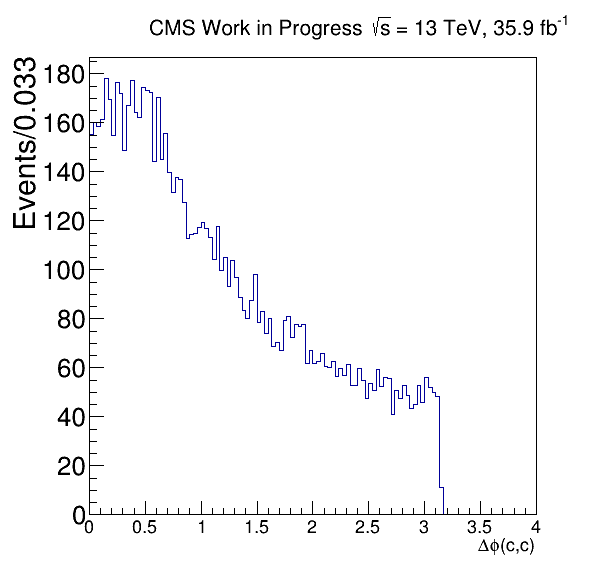 CMS Work in Progress √s = 13 TeV, 35.9 fb⁻¹
Events/0.033
180
160
140
120
100
80
60
40
20
0
0 0.5 1 1.5 2 2.5 3 3.5 4
Δϕ(c,c)